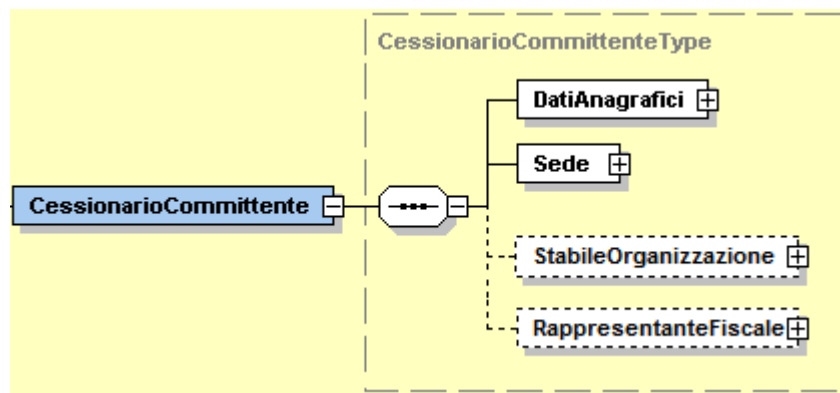 CessionarioCommittenteType
DatiAnagrafici
Sede
CessionarioCommittente
StabileOrganizzazione
RappresentanteFiscale